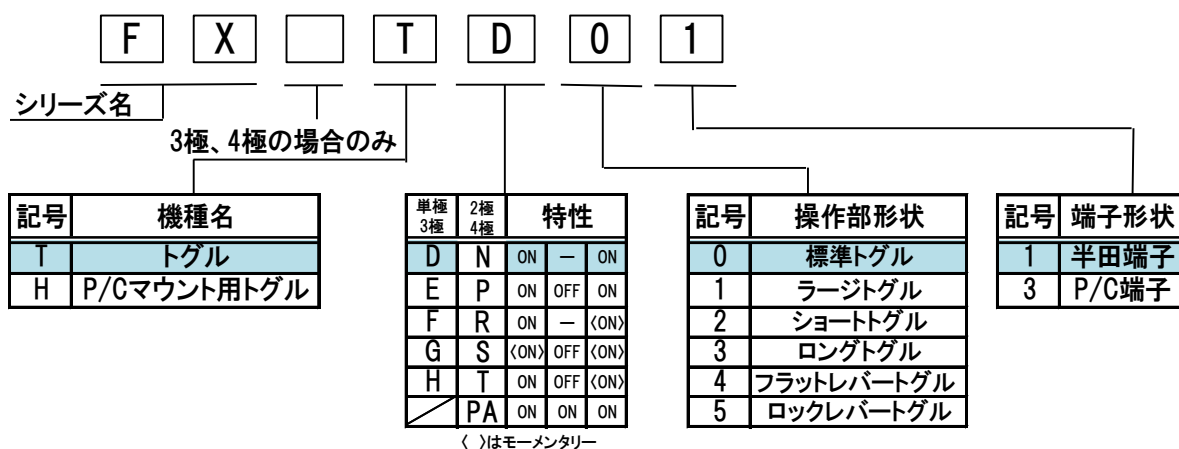 F X T D 0 1
シリーズ名
3極、4極の場合のみ
記号 機種名
T トグル
H P/Cマウント用トグル
単極 3極 2極 4極 特性
D N ON － ON
E P ON OFF ON
F R ON － 〈ON〉
G S 〈ON〉 OFF 〈ON〉
H T ON OFF 〈ON〉
PA ON ON ON
〈 〉はモーメンタリー
記号 操作部形状
0 標準トグル
1 ラージトグル
2 ショートトグル
3 ロングトグル
4 フラットレバートグル
5 ロックレバートグル
記号 端子形状
1 半田端子
3 P/C端子